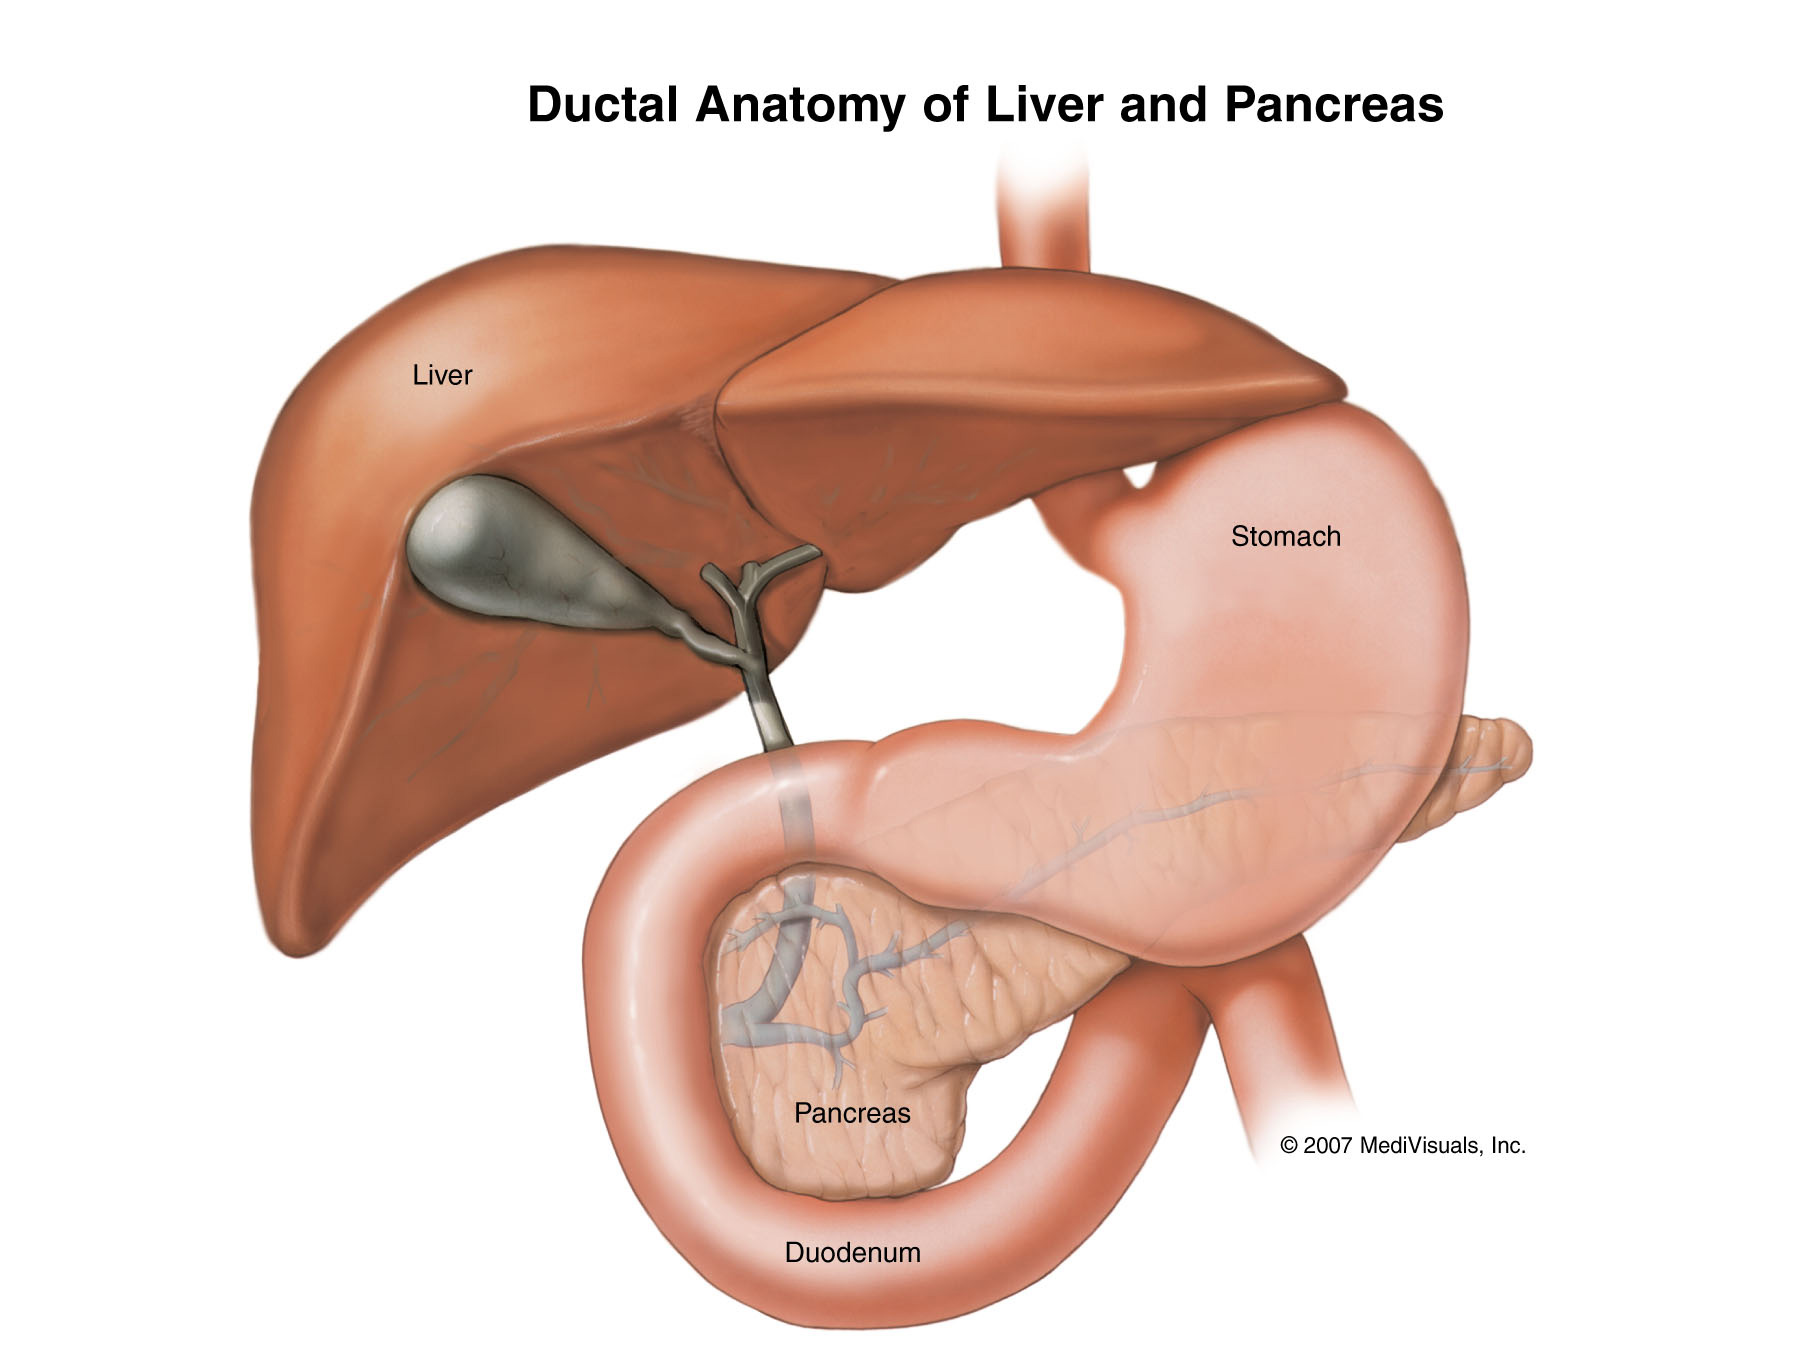 Ductal Anatomy of Liver and Pancreas
Liver
Stomach
Pancreas
© 2007 MediVisuals, Inc.
Duodenum